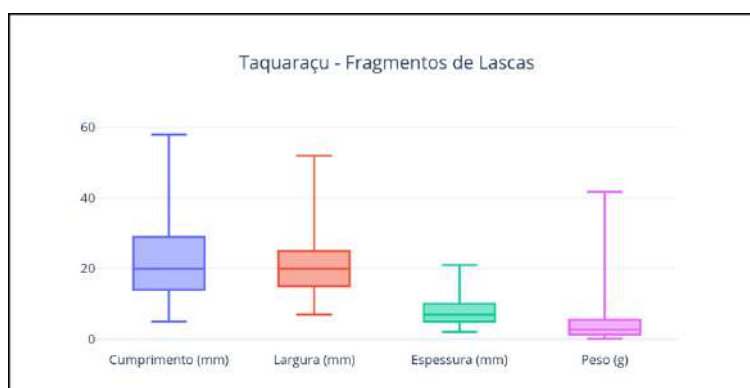 Taquaraçu - Fragmentos de Lascas
60
40
20
0
Cumprimento (mm) Largura (mm) Espessura (mm) Peso (g)